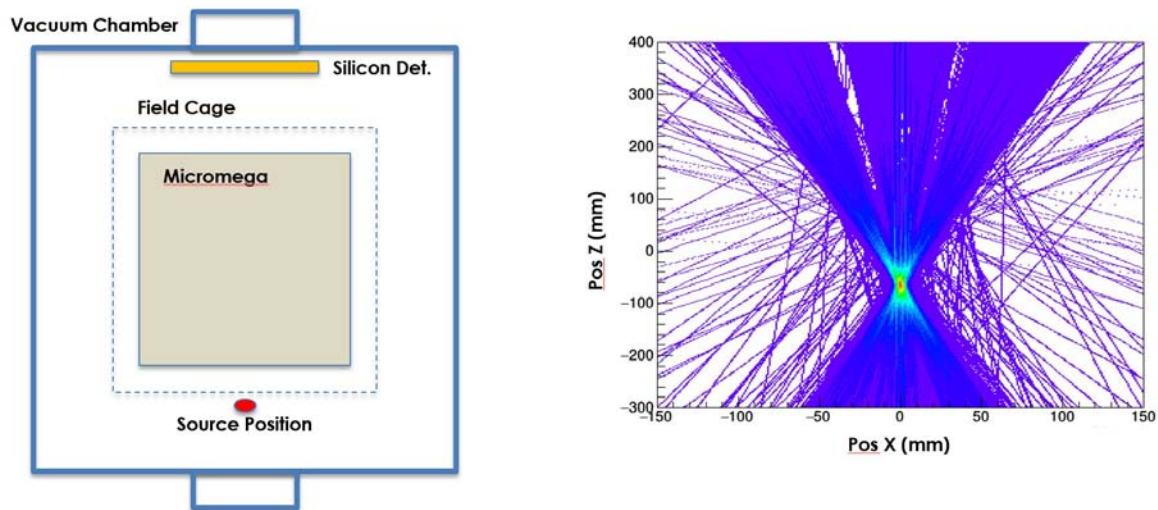 Vacuum Chamber
Silicon Det.
Field Cage
Micromega
Source Position
Pos Z (mm)
400
300
200
100
0
−100
−200
−300
−150
−100
−50
0
50
100
150
Pos X (mm)